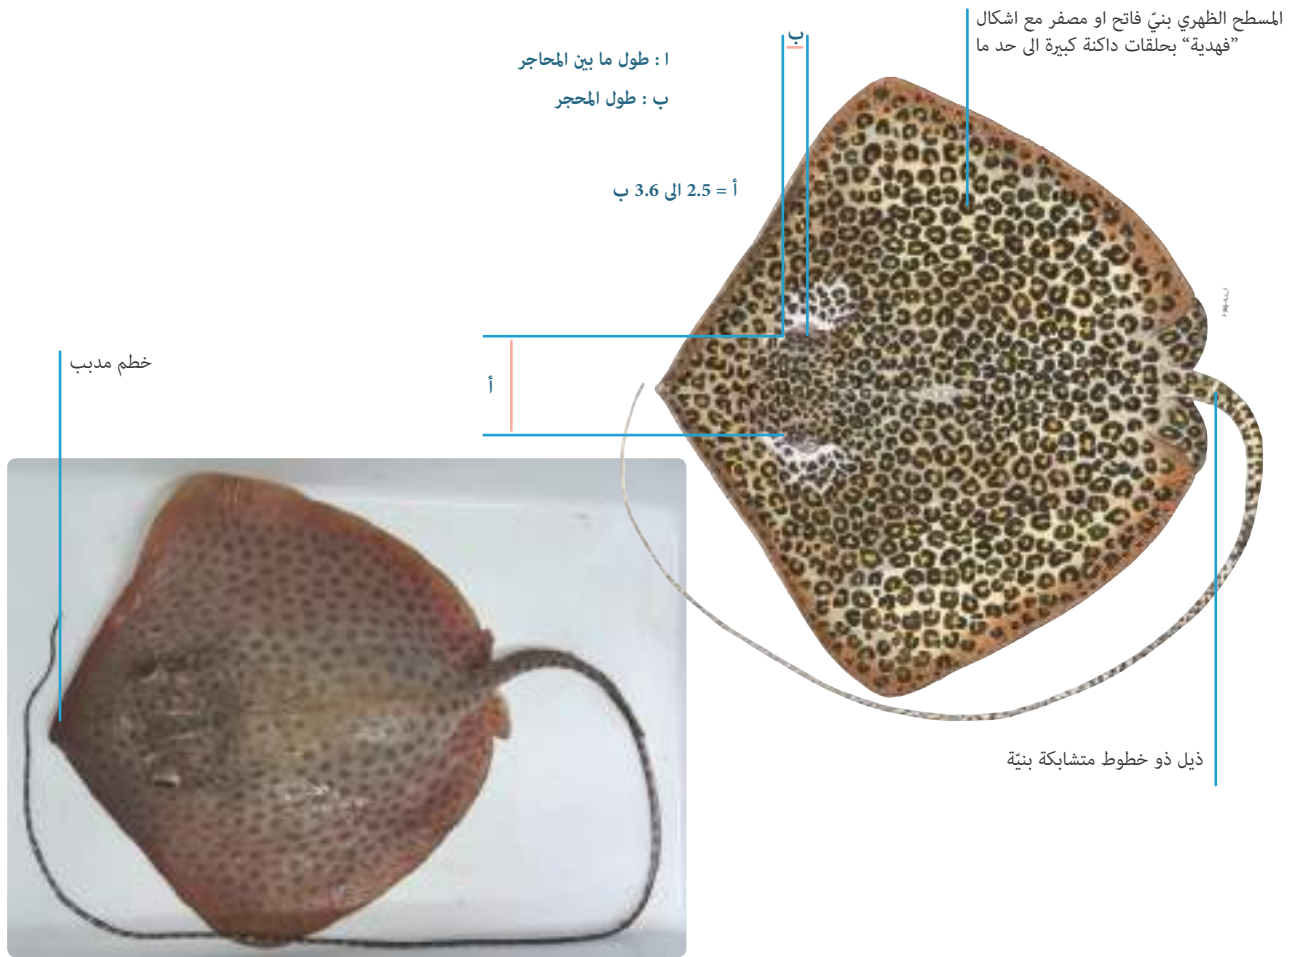 المسطح الظهري بنيّ فاتح او مصفر مع اشكال
“فهدية” بحلقات داكنة كبيرة الى حد ما
ب
ا : طول ما بين المحاجر
ب : طول المحجر
أ = 2.5 الى 3.6 ب
خطم مدبب
أ
ذيل ذو خطوط متشابكة بنيّة